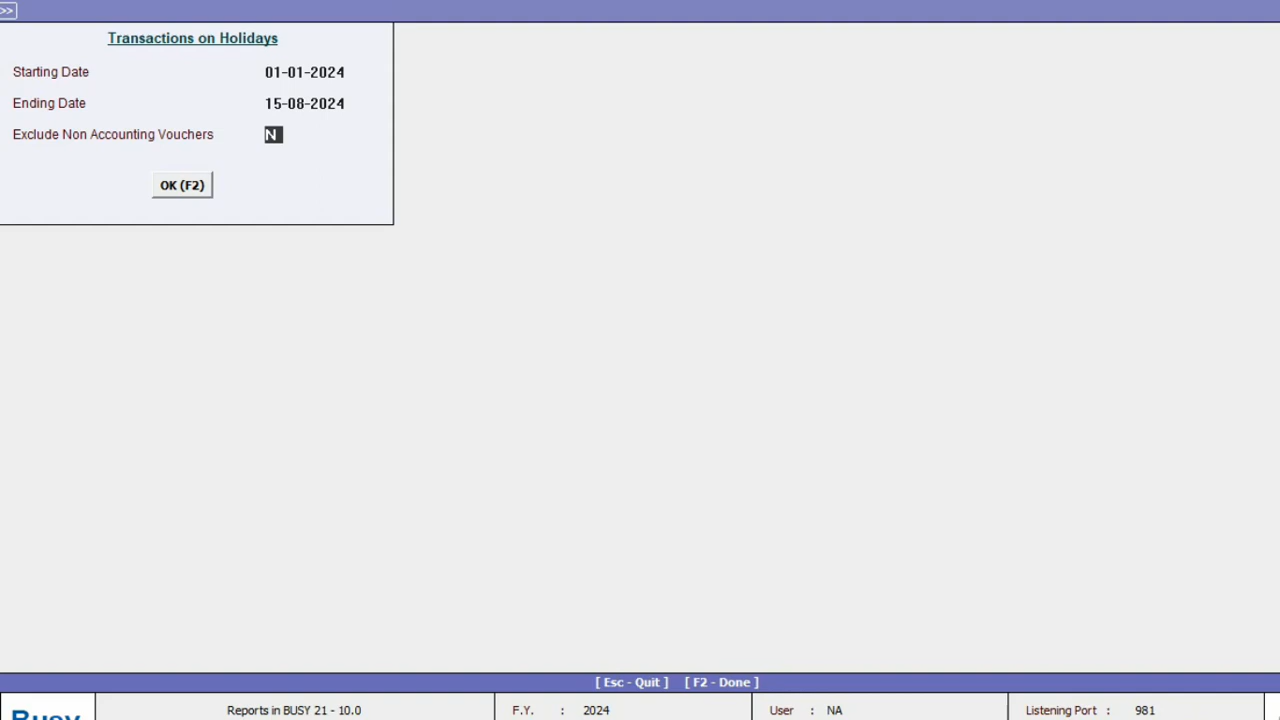 >>
Transactions on Holidays
Starting Date 01-01-2024
Ending Date 15-08-2024
Exclude Non Accounting Vouchers N
OK (F2)
[ Esc - Quit ] [ F2 - Done ]
Busy Reports in BUSY 21 - 10.0 F.Y. : 2024 User : NA Listening Port : 981